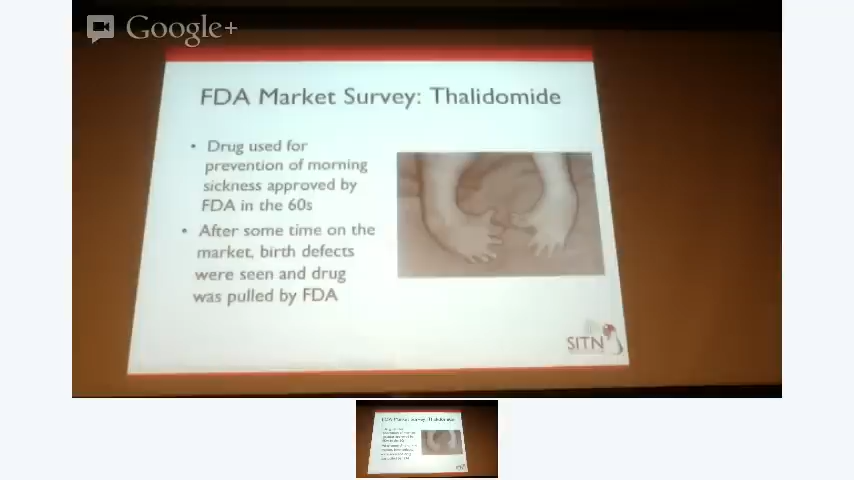 Google+
FDA Market Survey: Thalidomide
• Drug used for
prevention of morning
sickness approved by
FDA in the 60s
• After some time on the
market, birth defects
were seen and drug
was pulled by FDA
SITN